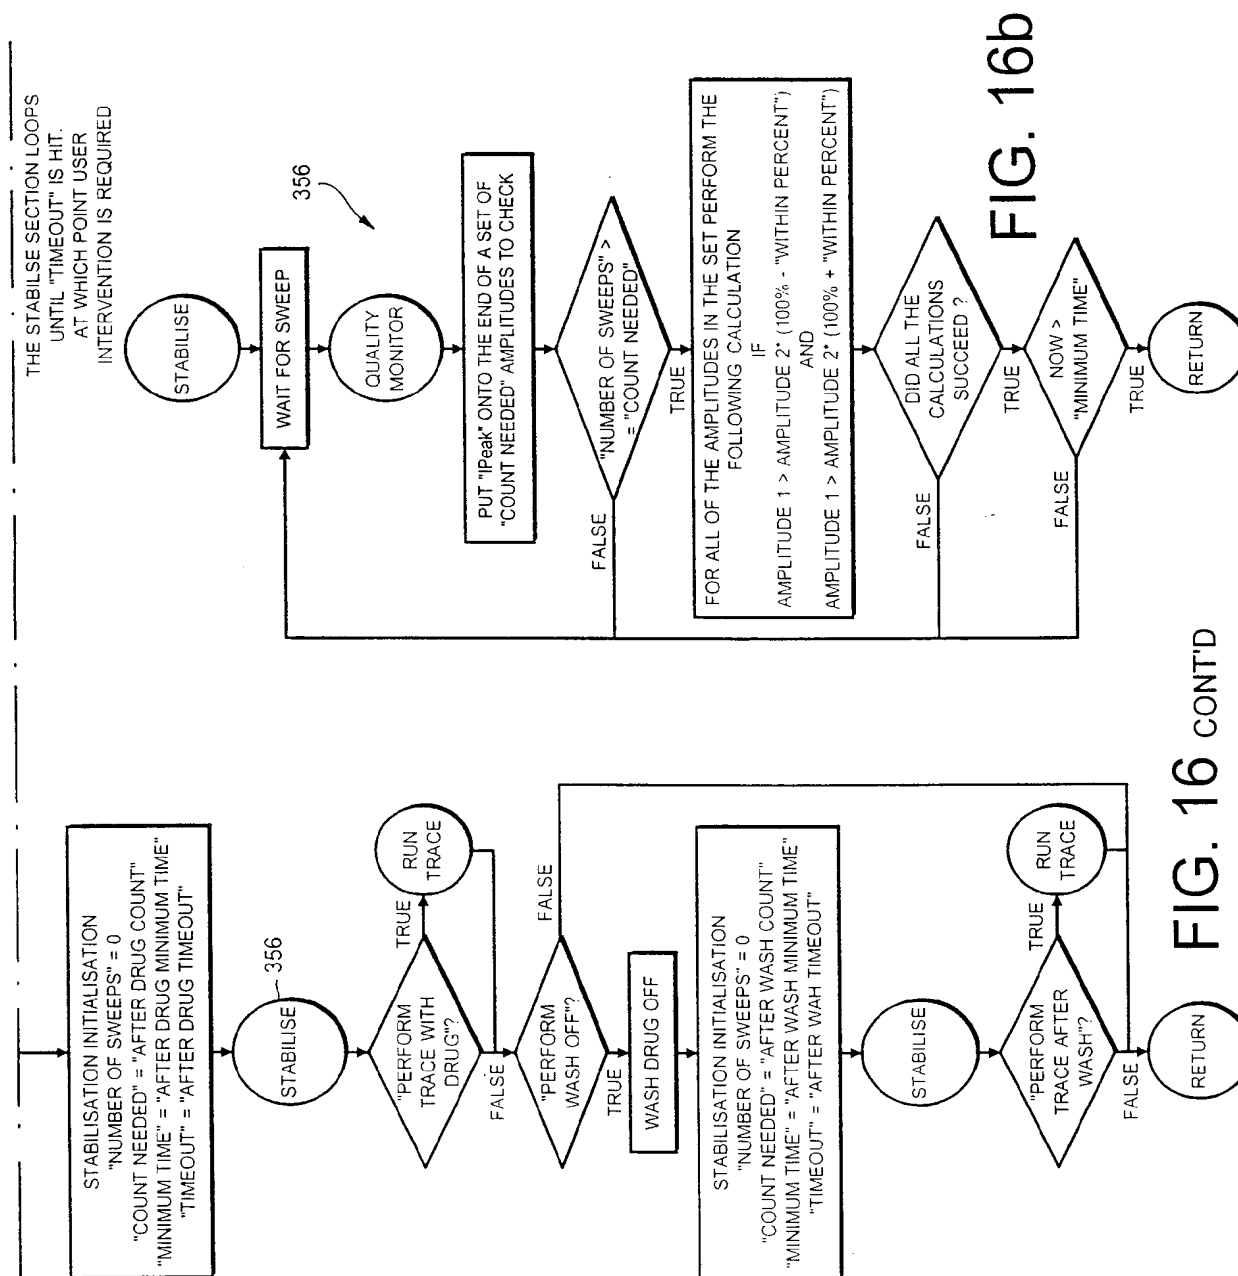 STABILISATION INITIALISATION
"NUMBER OF SWEEPS" = 0
"COUNT NEEDED" = "AFTER DRUG COUNT"
"MINIMUM TIME" = "AFTER DRUG MINIMUM TIME"
"TIMEOUT" = "AFTER DRUG TIMEOUT"
STABILISE
356
"PERFORM
TRACE WITH
DRUG"?
TRUE
RUN
TRACE
FALSE
"PERFORM
WASH OFF"?
FALSE
TRUE
WASH DRUG OFF
STABILISATION INITIALISATION
"NUMBER OF SWEEPS" = 0
"COUNT NEEDED" = "AFTER WASH COUNT"
"MINIMUM TIME" = "AFTER WASH MINIMUM TIME"
"TIMEOUT" = "AFTER WAH TIMEOUT"
STABILISE
"PERFORM
TRACE AFTER
WASH"?
TRUE
RUN
TRACE
FALSE
RETURN
FIG. 16 CONT'D
THE STABILSE SECTION LOOPS
UNTIL "TIMEOUT" IS HIT.
AT WHICH POINT USER
INTERVENTION IS REQUIRED
STABILISE
WAIT FOR SWEEP
QUALITY
MONITOR
356
PUT "IPeak" ONTO THE END OF A SET OF
"COUNT NEEDED" AMPLITUDES TO CHECK
"NUMBER OF SWEEPS" >
= "COUNT NEEDED"
FALSE
TRUE
FOR ALL OF THE AMPLITUDES IN THE SET PERFORM THE
FOLLOWING CALCULATION
IF
AMPLITUDE 1 > AMPLITUDE 2* (100% - "WITHIN PERCENT")
AND
AMPLITUDE 1 > AMPLITUDE 2* (100% + "WITHIN PERCENT")
DID ALL THE
CALCULATIONS
SUCCEED ?
FALSE
TRUE
NOW >
"MINIMUM TIME"
FALSE
TRUE
RETURN
FIG. 16b